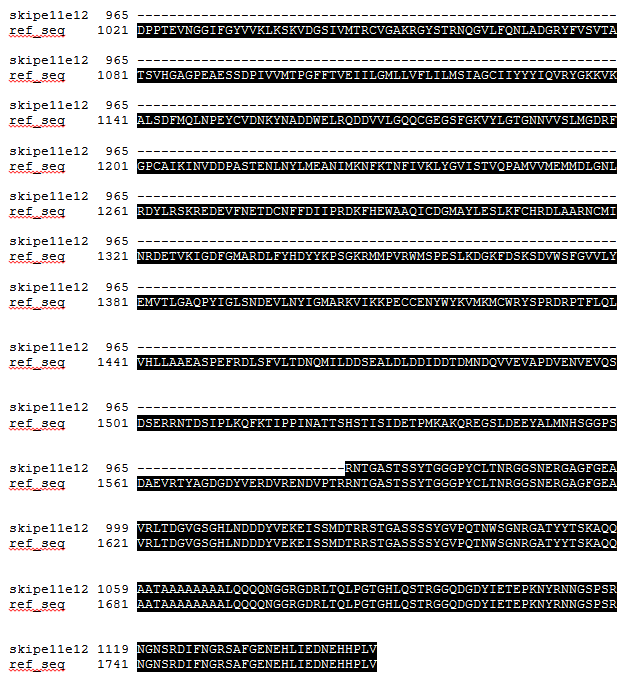 skipe11e12 965 ------------------------------------------------------------
ref_seq 1021 DPPTEVNGGIFGYVVKLKSKVDGSIVMTRCVGAKRGYSTRNQGVLFQNLADGRYFVSVTA
skipe11e12 965 ------------------------------------------------------------
ref_seq 1081 TSVHGAGPEAESSDPIVVMTPGFFTVEIILGMLLVFLILMSIAGCIIYYYIQVRYGKKVK
skipe11e12 965 ------------------------------------------------------------
ref_seq 1141 ALSDFMQLNPEYCVDNKYNADDWELRQDDVVLGQQCGEGSFGKVYLGTGNNVVSLMGDRF
skipe11e12 965 ------------------------------------------------------------
ref_seq 1201 GPCAIKINVDDPASTENLNYLMEANIMKNFKTNFIVKLYGVISTVQPAMVVMEMMDLGNL
skipe11e12 965 ------------------------------------------------------------
ref_seq 1261 RDYLRSKREDEVFNETDCNFFDIIPRDKFHEWAAQICDGMAYLESLKFCHRDLAARNCMI
skipe11e12 965 ------------------------------------------------------------
ref_seq 1321 NRDETVKIGDFGMARDLFYHDYYKPSGKRMMPVRWMSPESLKDGKFDSKSDVWSFGVVLY
skipe11e12 965 ------------------------------------------------------------
ref_seq 1381 EMVTLGAQPYIGLSNDEVLNYIGMARKVIKKPECCENYWYKVMKMCWRYSPRDRPTFLQL
skipe11e12 965 ------------------------------------------------------------
ref_seq 1441 VHLLAAEASPEFRDLSFVLTDNQMILDDSEALDLDDIDDTDMNDQVVEVAPDVENVEVQS
skipe11e12 965 ------------------------------------------------------------
ref_seq 1501 DSERRNTDSIPLKQFKTIPPINATTSHSTISIDETPMKAKQREGSLDEEYALMNHSGGPS
skipe11e12 965 --------------------------RNTGASTSSYTGGGPYCLTNRGGSNERGAGFGEA
ref_seq 1561 DAEVRTYAGDGDYVERDVRENDVPTRRNTGASTSSYTGGGPYCLTNRGGSNERGAGFGEA
skipe11e12 999 VRLTDGVGSGHLNDDDYVEKEISSMDTRRSTGASSSSYGVPQTNWSGNRGATYYTSKAQQ
ref_seq 1621 VRLTDGVGSGHLNDDDYVEKEISSMDTRRSTGASSSSYGVPQTNWSGNRGATYYTSKAQQ
skipe11e12 1059 AATAAAAAAAALQQQQNGGRGDRLTQLPGTGHLQSTRGGQDGDYIETEPKNYRNNGSPSR
ref_seq 1681 AATAAAAAAAALQQQQNGGRGDRLTQLPGTGHLQSTRGGQDGDYIETEPKNYRNNGSPSR
skipe11e12 1119 NGNSRDIFNGRSAFGENEHLIEDNEHHPLV
ref_seq 1741 NGNSRDIFNGRSAFGENEHLIEDNEHHPLV